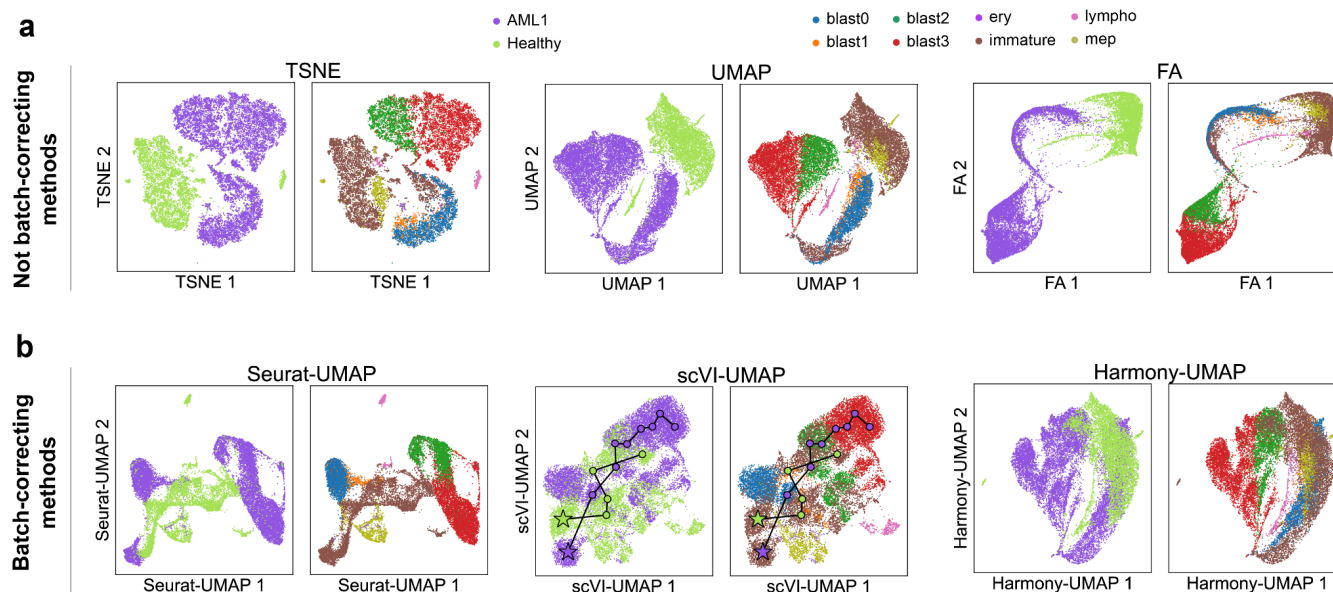 a
AML1
Healthy
blast0
blast1
blast2
blast3
ery
immature
lympho
mep
Not batch-correcting
methods
TSNE
TSNE 2
TSNE 1
TSNE 1
UMAP
UMAP 2
UMAP 1
UMAP 1
FA
FA 2
FA 1
FA 1
b
Batch-correcting
methods
Seurat-UMAP
Seurat-UMAP 2
Seurat-UMAP 1
Seurat-UMAP 1
scVI-UMAP
scVI-UMAP 2
scVI-UMAP 1
scVI-UMAP 1
Harmony-UMAP
Harmony-UMAP 2
Harmony-UMAP 1
Harmony-UMAP 1